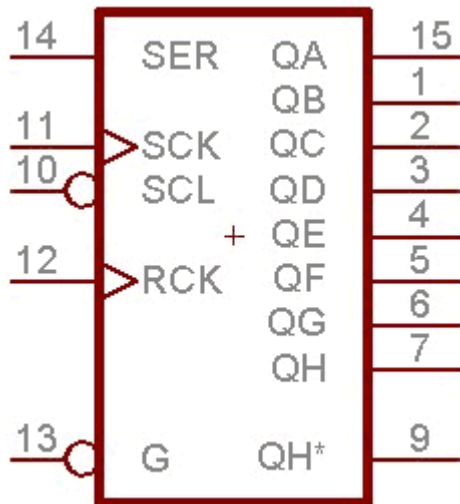 14 SER QA 15
QB 1
11 SCK QC 2
10 SCL QD 3
QE 4
12 RCK QF 5
QG 6
QH 7
13 G QH* 9